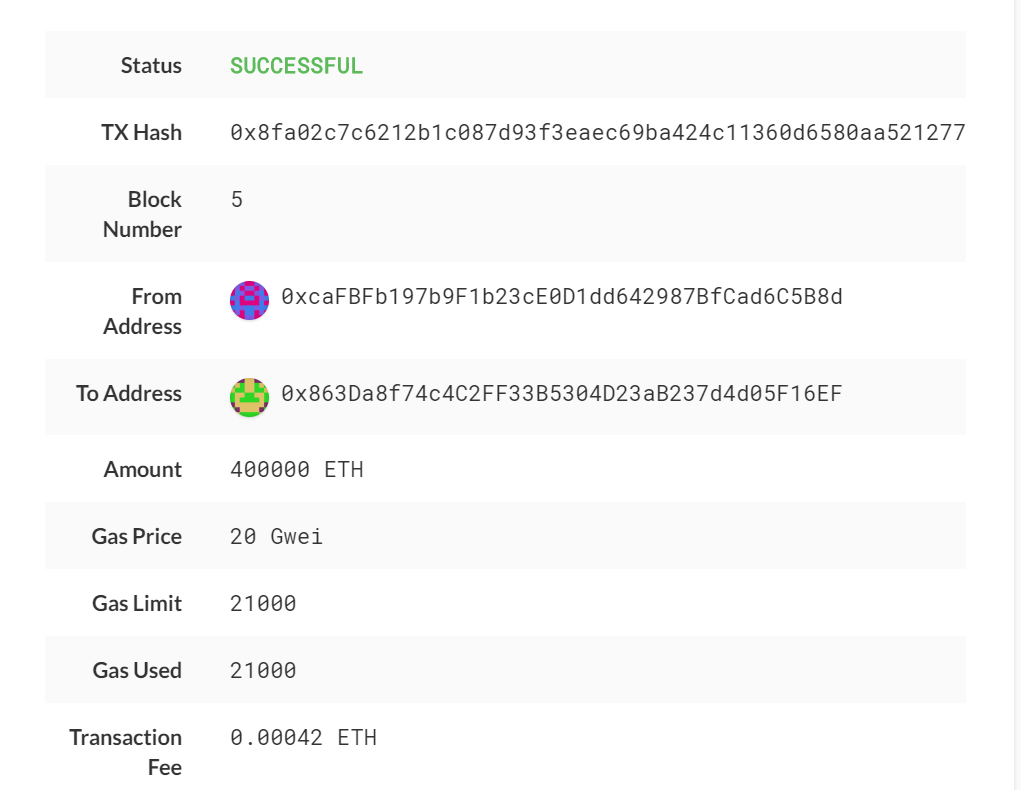 Status SUCCESSFUL
TX Hash 0x8fa02c7c6212b1c087d93f3eaec69ba424c11360d6580aa521277
Block Number 5
From Address 0xcaFBFb197b9F1b23cE0D1dd642987BfCad6C5B8d
To Address 0x863Da8f74c4C2FF33B5304D23aB237d4d05F16EF
Amount 400000 ETH
Gas Price 20 Gwei
Gas Limit 21000
Gas Used 21000
Transaction Fee 0.00042 ETH